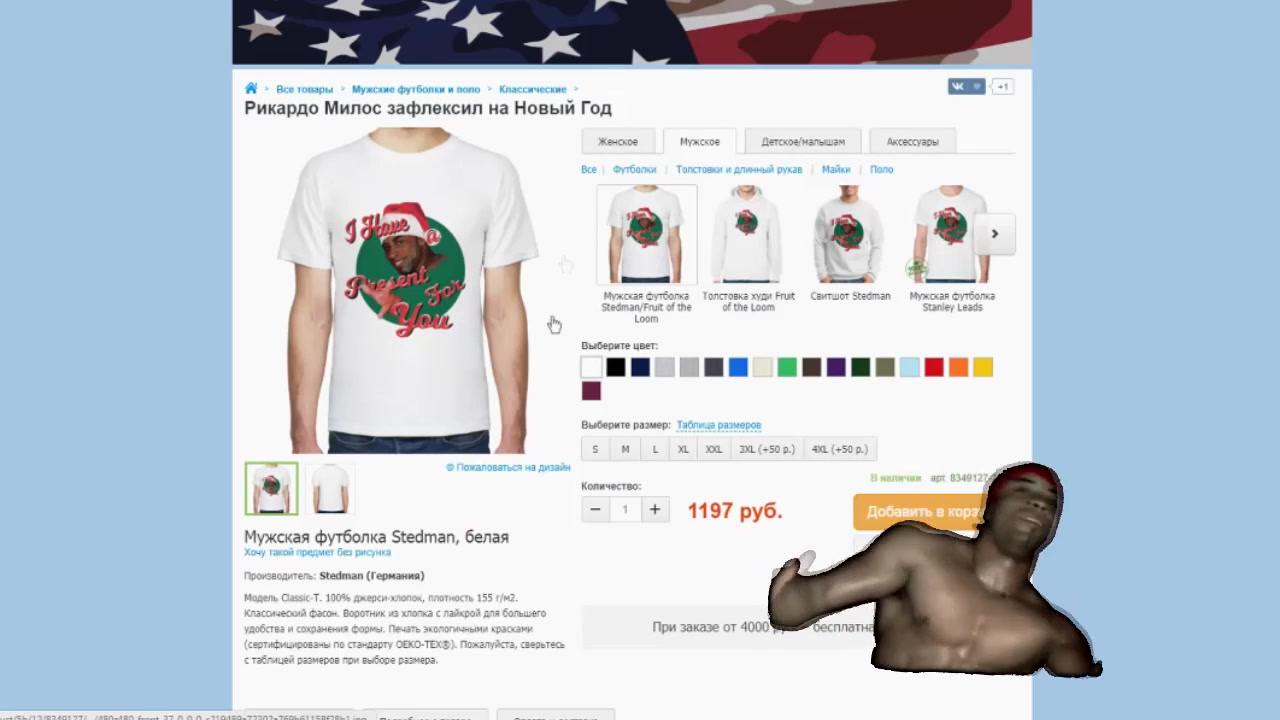 +1
> Все товары > Мужские футболки и поло > Классические >
Рикардо Милос зафлексил на Новый Год
Женское
Мужское
Детское/малышам
Аксессуары
Все | Футболки | Толстовки и длинный рукав | Майки | Поло
I Have a
Present For
You
Мужская футболка
Stedman/Fruit of the
Loom
Толстовка худи Fruit
of the Loom
Свитшот Stedman
Мужская футболка
Stanley Leads
Выберите цвет:
Выберите размер: Таблица размеров
S
M
L
XL
XXL
3XL (+50 р.)
4XL (+50 р.)
© Пожаловаться на дизайн
В наличии арт. 8349127
Количество:
− 1 +
1197 руб.
Добавить в корз
Мужская футболка Stedman, белая
Хочу такой предмет без рисунка
Производитель: Stedman (Германия)
Модель Classic-T. 100% джерси-хлопок, плотность 155 г/м2.
Классический фасон. Воротник из хлопка с лайкрой для большего
удобства и сохранения формы. Печать экологичными красками
(сертифицированы по стандарту OEKO-TEX®). Пожалуйста, сверьтесь
с таблицей размеров при выборе размера.
При заказе от 4000 бесплатна